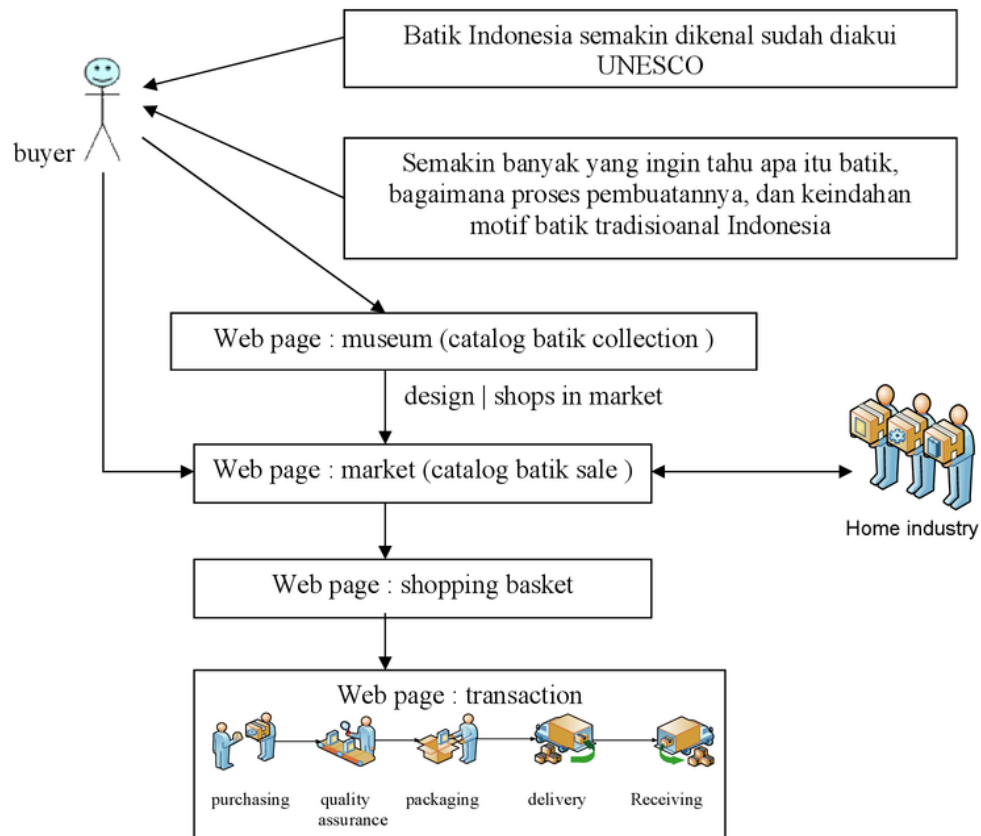 Batik Indonesia semakin dikenal sudah diakui
UNESCO
buyer
Semakin banyak yang ingin tahu apa itu batik,
bagaimana proses pembuatannya, dan keindahan
motif batik tradisioanal Indonesia
Web page : museum (catalog batik collection )
design | shops in market
Web page : market (catalog batik sale )
Home industry
Web page : shopping basket
Web page : transaction
purchasing
quality
assurance
packaging
delivery
Receiving